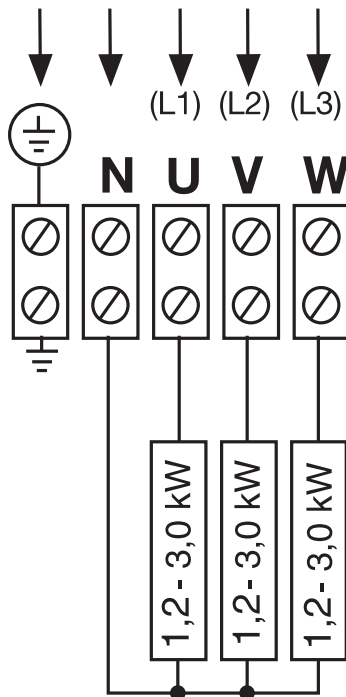 (L1) (L2) (L3)
N U V W
1,2 - 3,0 kW
1,2 - 3,0 kW
1,2 - 3,0 kW